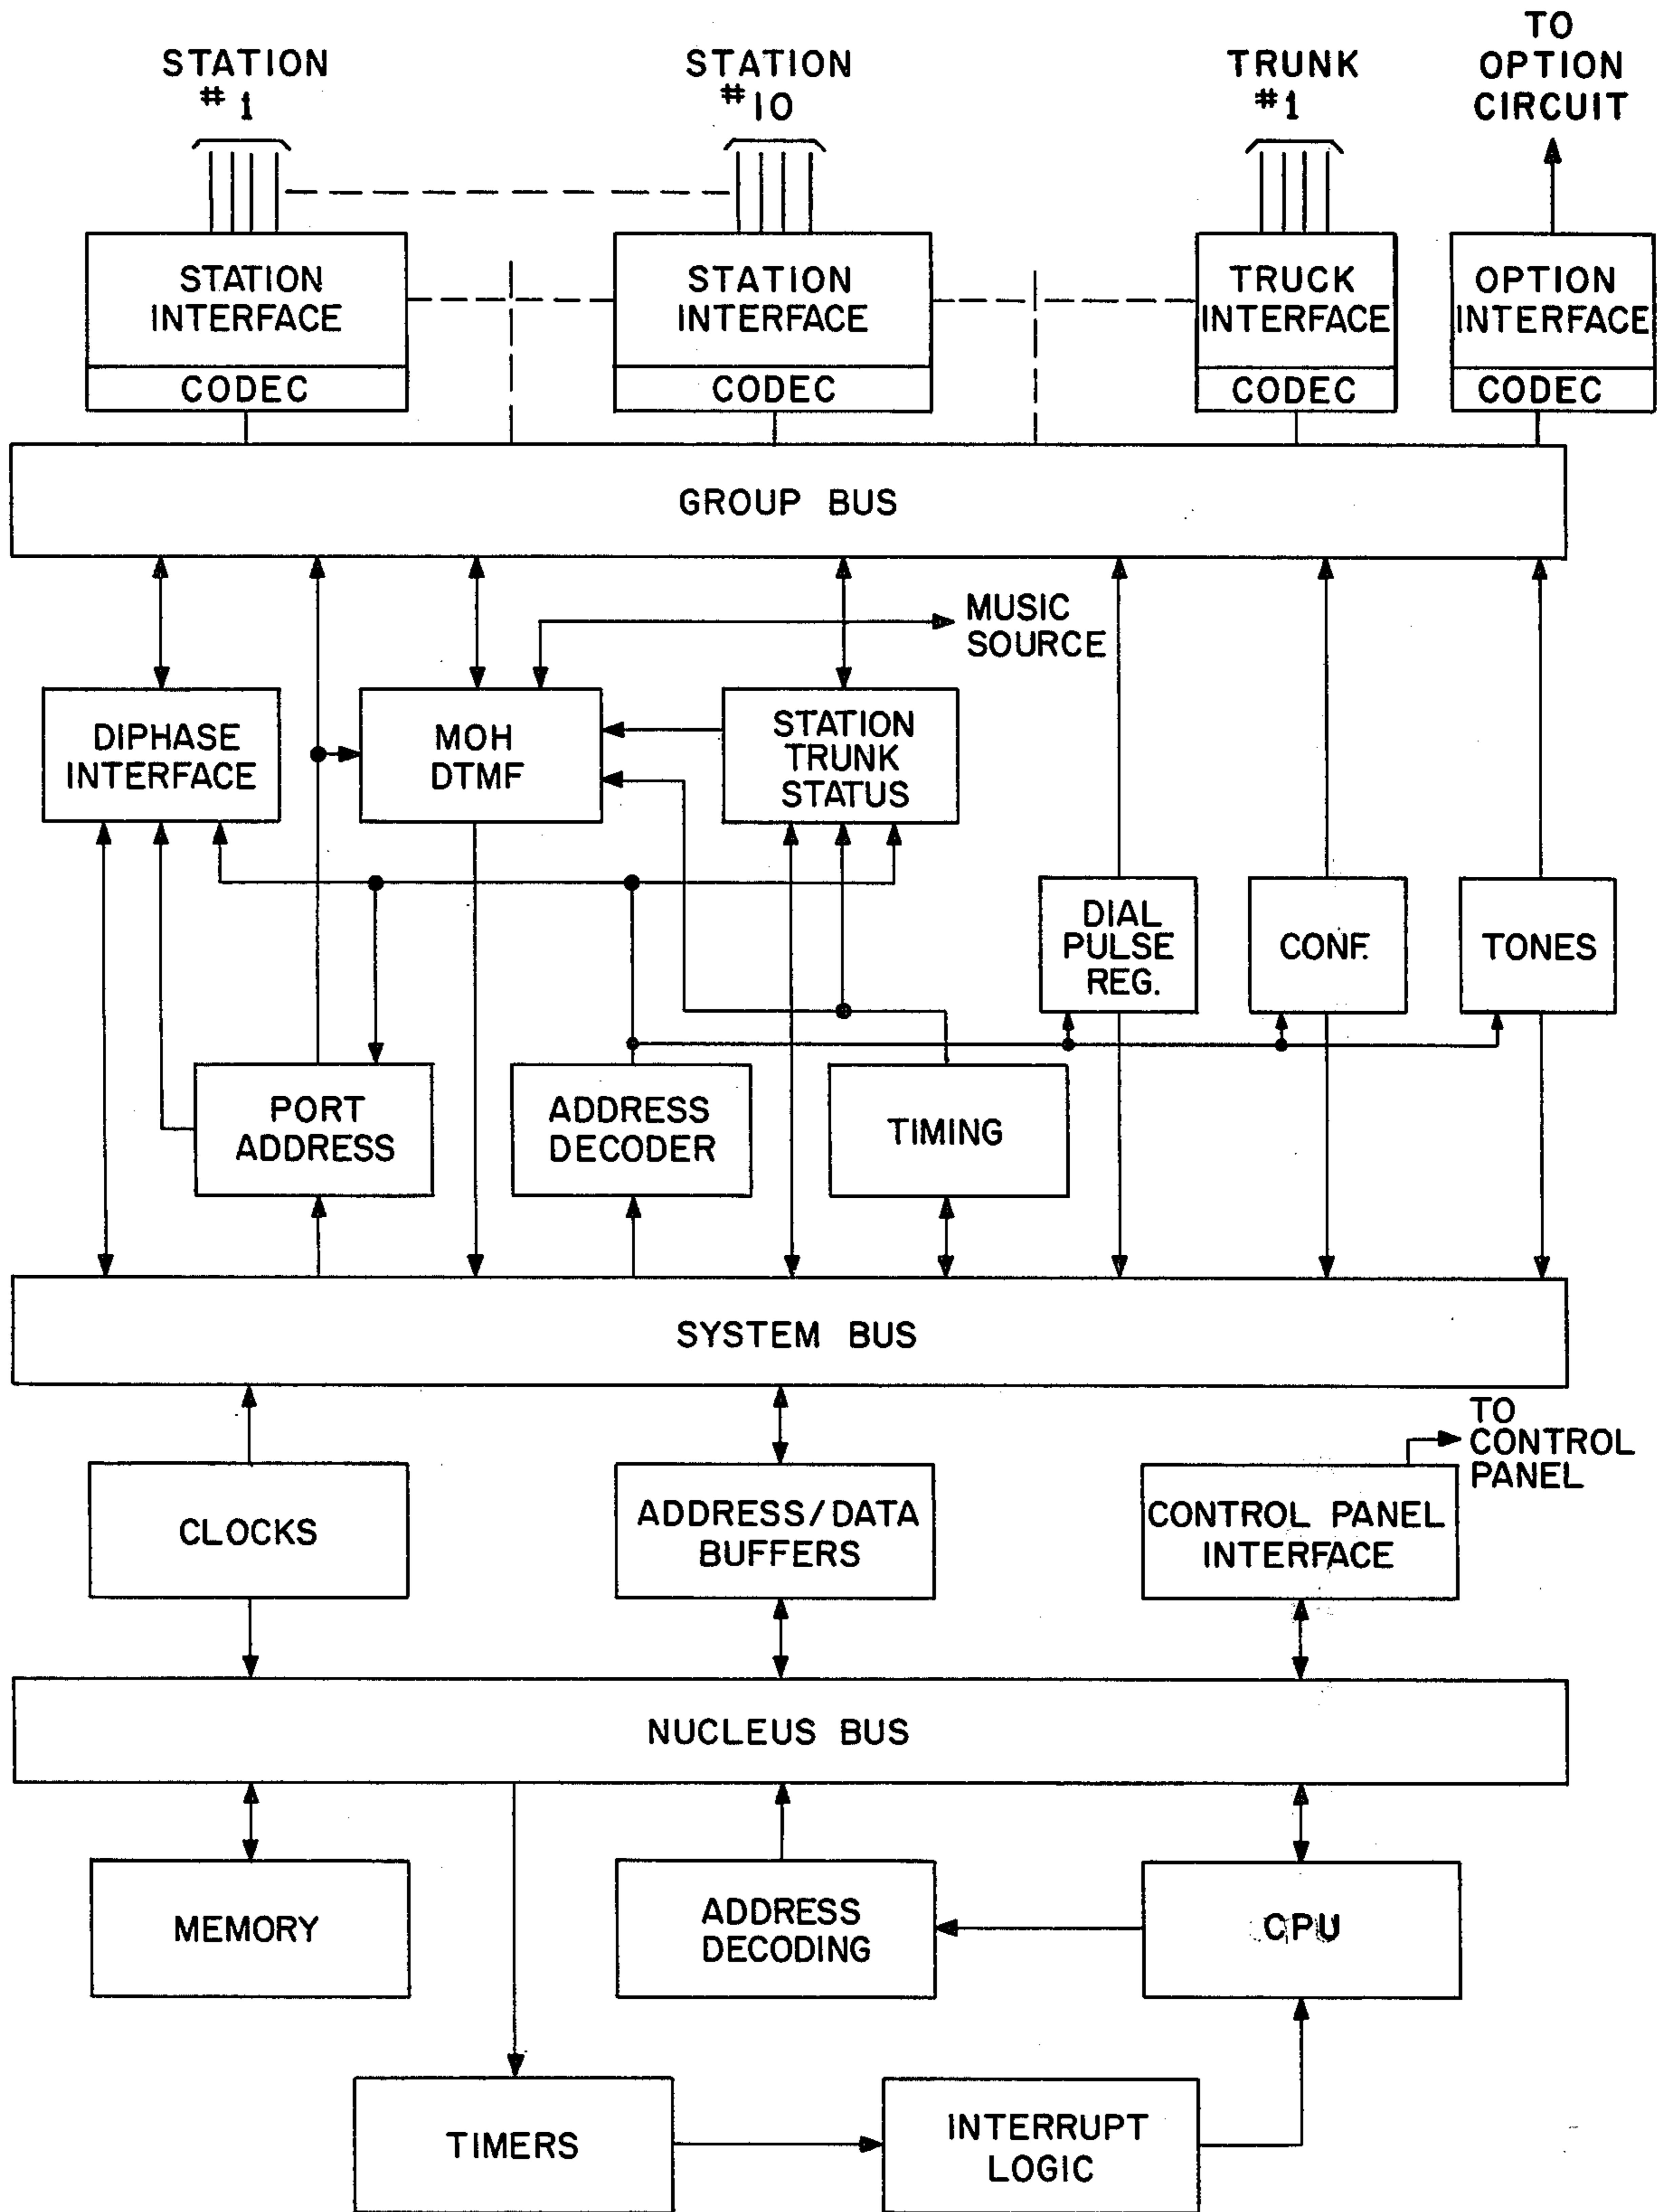 STATION
#1
STATION
#10
TRUNK
#1
TO
OPTION
CIRCUIT
STATION
INTERFACE
CODEC
STATION
INTERFACE
CODEC
TRUCK
INTERFACE
CODEC
OPTION
INTERFACE
CODEC
GROUP BUS
MUSIC
SOURCE
DIPHASE
INTERFACE
MOH
DTMF
STATION
TRUNK
STATUS
DIAL
PULSE
REG.
CONF.
TONES
PORT
ADDRESS
ADDRESS
DECODER
TIMING
SYSTEM BUS
TO
CONTROL
PANEL
CLOCKS
ADDRESS/DATA
BUFFERS
CONTROL PANEL
INTERFACE
NUCLEUS BUS
MEMORY
ADDRESS
DECODING
CPU
TIMERS
INTERRUPT
LOGIC